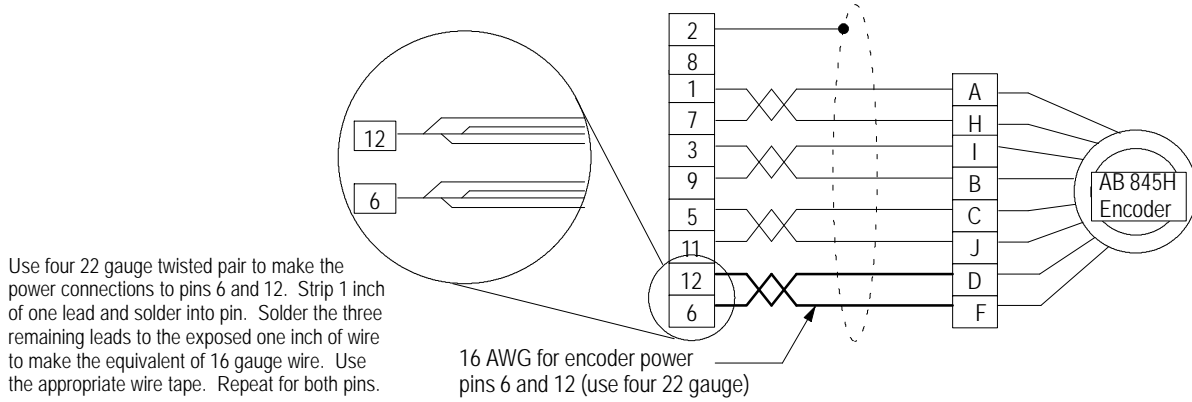 2
8
1
7
3
9
5
11
12
6
A
H
I
B
C
J
D
F
AB 845H
Encoder
12
6
Use four 22 gauge twisted pair to make the
power connections to pins 6 and 12. Strip 1 inch
of one lead and solder into pin. Solder the three
remaining leads to the exposed one inch of wire
to make the equivalent of 16 gauge wire. Use
the appropriate wire tape. Repeat for both pins.
16 AWG for encoder power
pins 6 and 12 (use four 22 gauge)